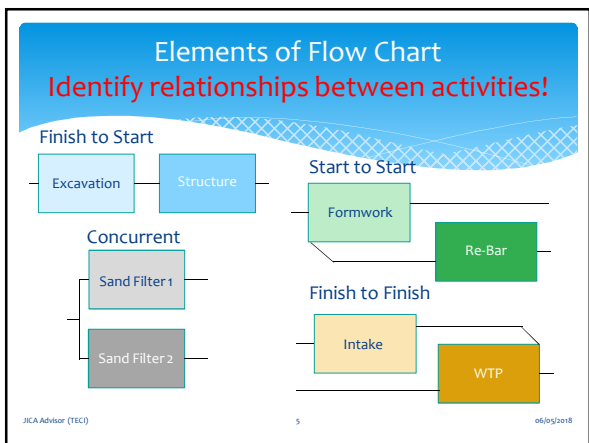 Elements of Flow Chart
Identify relationships between activities!
Finish to Start
Excavation
Structure
Concurrent
Sand Filter 1
Sand Filter 2
Start to Start
Formwork
Re-Bar
Finish to Finish
Intake
WTP
JICA Advisor (TECI)
5
06/05/2018